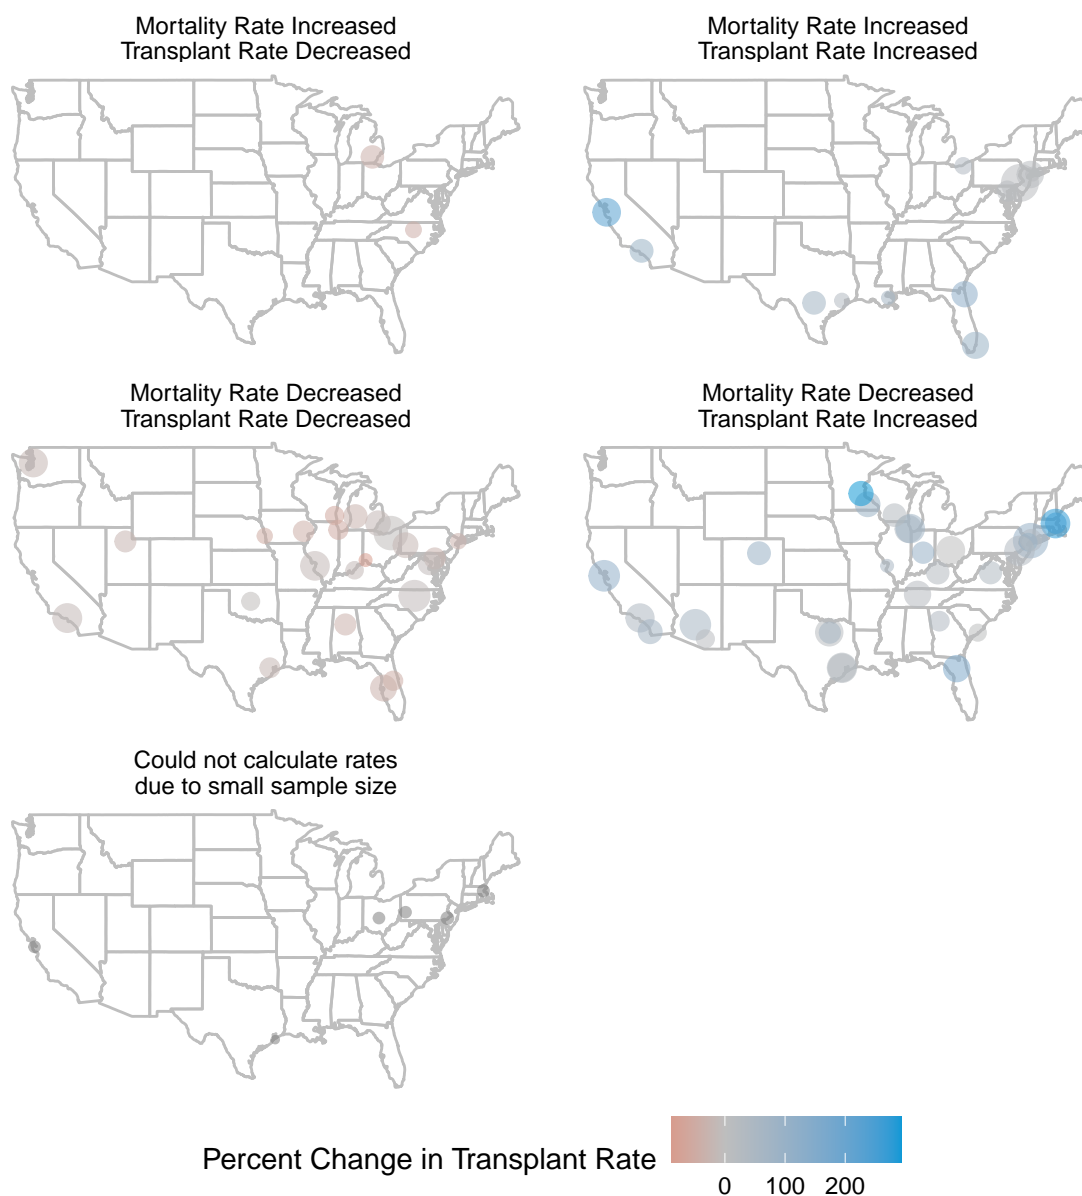 Mortality Rate Increased
Transplant Rate Decreased
Mortality Rate Increased
Transplant Rate Increased
Mortality Rate Decreased
Transplant Rate Decreased
Mortality Rate Decreased
Transplant Rate Increased
Could not calculate rates
due to small sample size
Percent Change in Transplant Rate
0 100 200